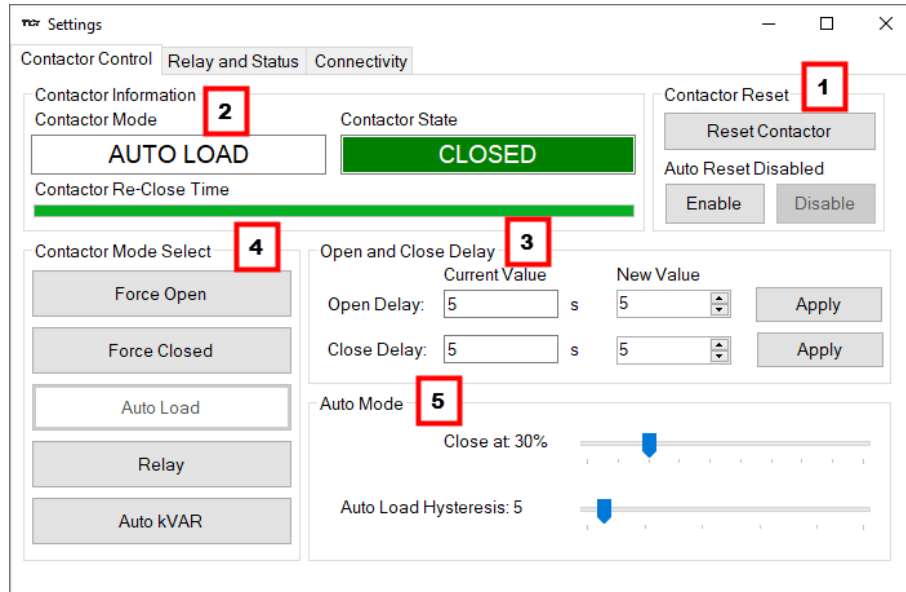 TCI Settings
Contactor Control Relay and Status Connectivity
Contactor Information
2
Contactor Mode Contactor State
AUTO LOAD CLOSED
Contactor Re-Close Time
Contactor Reset
1
Reset Contactor
Auto Reset Disabled
Enable Disable
Contactor Mode Select
4
Force Open
Force Closed
Auto Load
Relay
Auto kVAR
Open and Close Delay
3
Current Value New Value
Open Delay: 5 s 5 Apply
Close Delay: 5 s 5 Apply
Auto Mode
5
Close at: 30%
Auto Load Hysteresis: 5